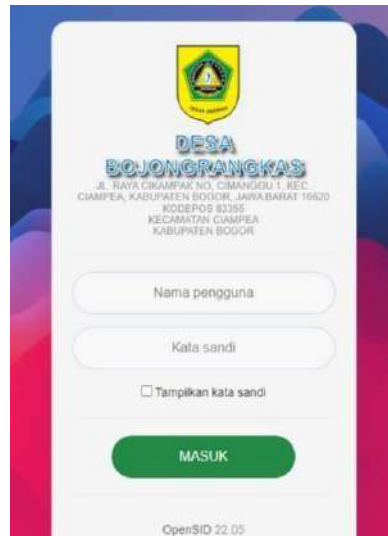 DESA
BOJONGRANGKAS
JL. RAYA CIKAMPAK NO, CIMANGGU 1, KEC.
CIAMPEA, KABUPATEN BOGOR, JAWA BARAT 16620
KODEPOS 83355
KECAMATAN CIAMPEA
KABUPATEN BOGOR
Nama pengguna
Kata sandi
Tampilkan kata sandi
MASUK
OpenSID 22.05